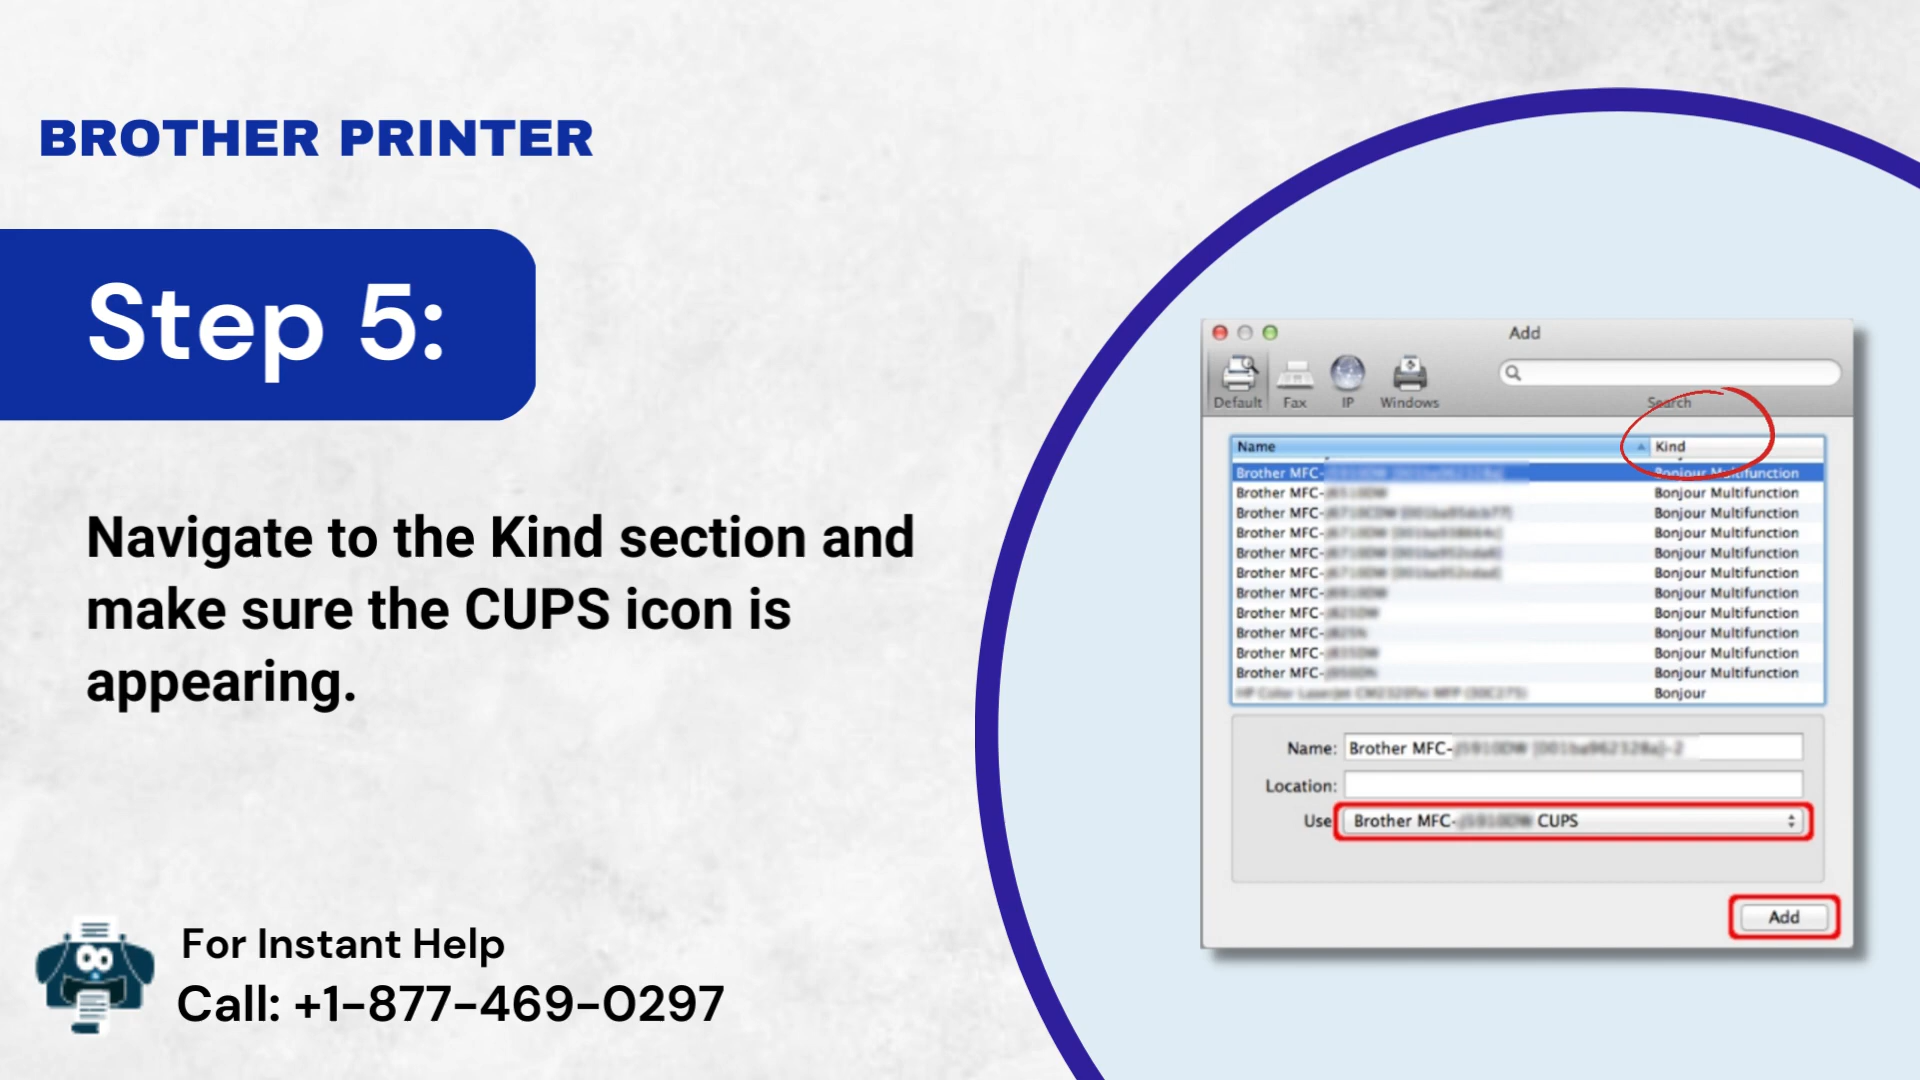 BROTHER PRINTER
Step 5:
Navigate to the Kind section and
make sure the CUPS icon is
appearing.
For Instant Help
Call: +1-877-469-0297
Add
Default Fax IP Windows
Search
Name Kind
Brother MFC- Bonjour Multifunction
Brother MFC- Bonjour Multifunction
Brother MFC- Bonjour Multifunction
Brother MFC- Bonjour Multifunction
Brother MFC- Bonjour Multifunction
Brother MFC- Bonjour Multifunction
Brother MFC- Bonjour Multifunction
Brother MFC- Bonjour Multifunction
Brother MFC- Bonjour Multifunction
Brother MFC- Bonjour Multifunction
Brother MFC- Bonjour Multifunction
Bonjour
Name: Brother MFC-
Location:
Use Brother MFC- CUPS
Add